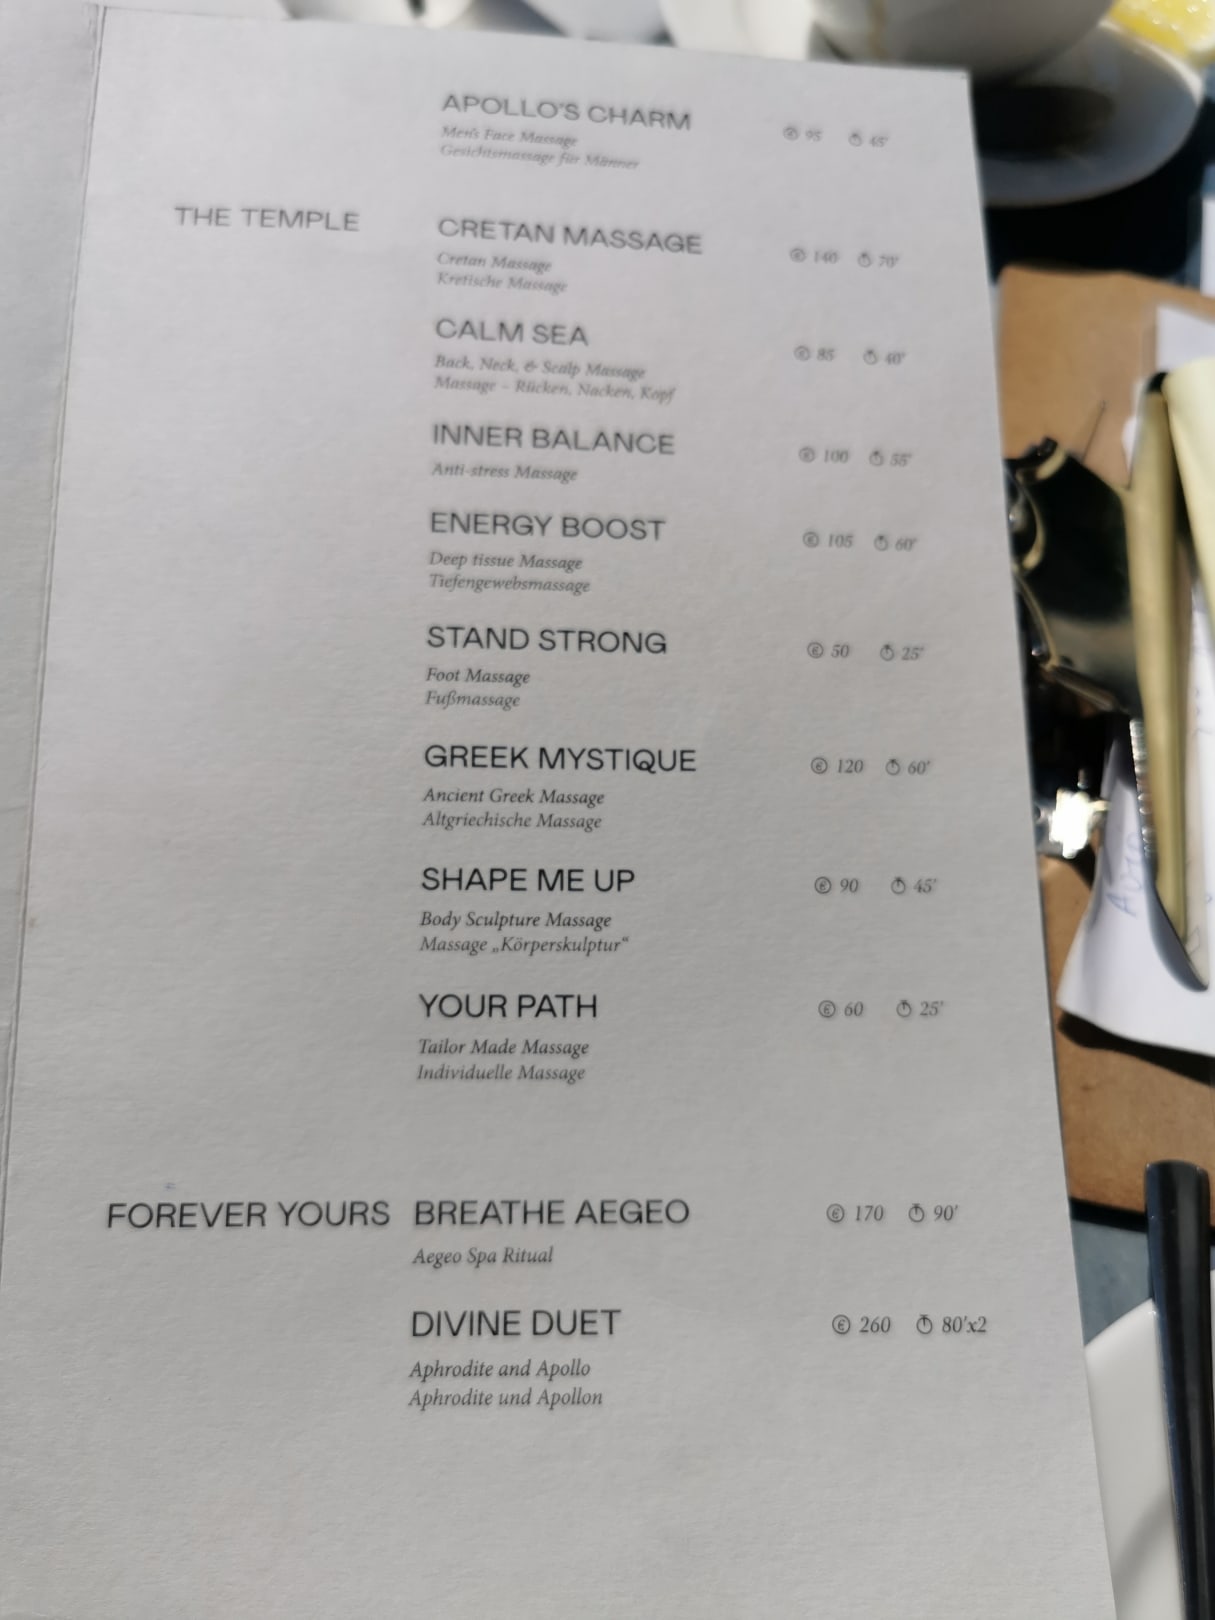 APOLLO'S CHARM
Men's Face Massage
Gesichtsmassage für Männer
€ 95 45'
THE TEMPLE
CRETAN MASSAGE
Cretan Massage
Kretische Massage
€ 140 70'
CALM SEA
Back, Neck, & Scalp Massage
Massage – Rücken, Nacken, Kopf
€ 85 40'
INNER BALANCE
Anti-stress Massage
€ 100 55'
ENERGY BOOST
Deep tissue Massage
Tiefengewebsmassage
€ 105 60'
STAND STRONG
Foot Massage
Fußmassage
€ 50 25'
GREEK MYSTIQUE
Ancient Greek Massage
Altgriechische Massage
€ 120 60'
SHAPE ME UP
Body Sculpture Massage
Massage „Körperskulptur“
€ 90 45'
YOUR PATH
Tailor Made Massage
Individuelle Massage
€ 60 25'
FOREVER YOURS
BREATHE AEGEO
Aegeo Spa Ritual
€ 170 90'
DIVINE DUET
Aphrodite and Apollo
Aphrodite und Apollon
€ 260 80'x2